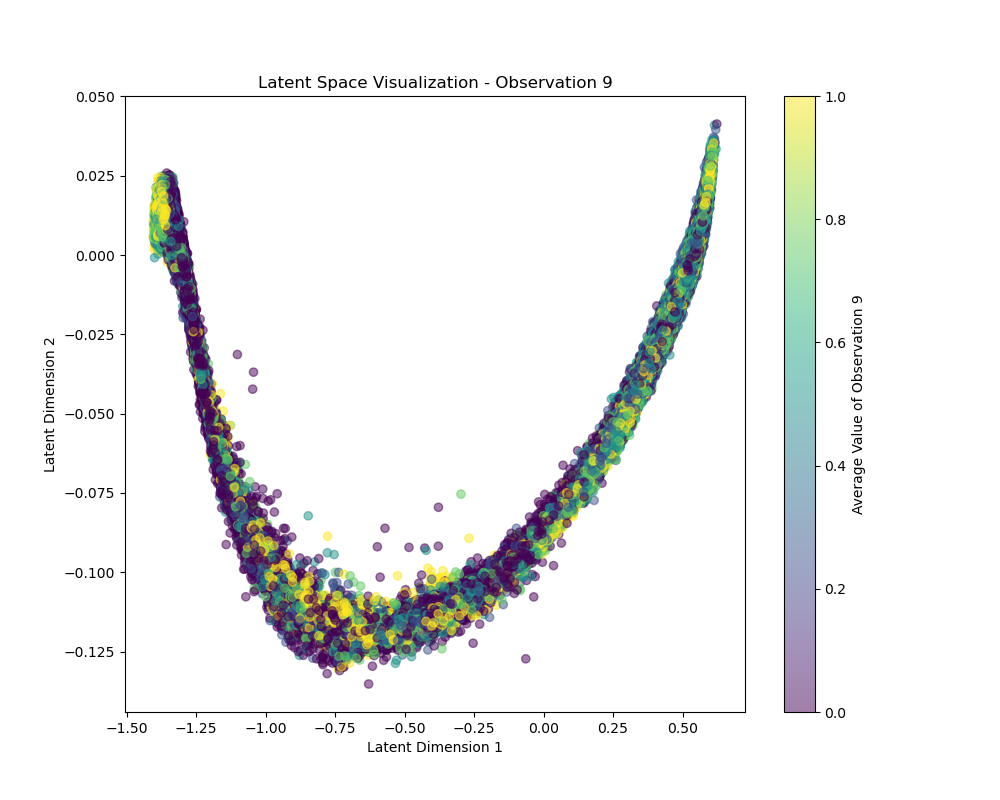 Latent Space Visualization - Observation 9
Latent Dimension 2
0.050
0.025
0.000
−0.025
−0.050
−0.075
−0.100
−0.125
−1.50 −1.25 −1.00 −0.75 −0.50 −0.25 0.00 0.25 0.50
Latent Dimension 1
1.0
0.8
0.6
0.4
0.2
0.0
Average Value of Observation 9